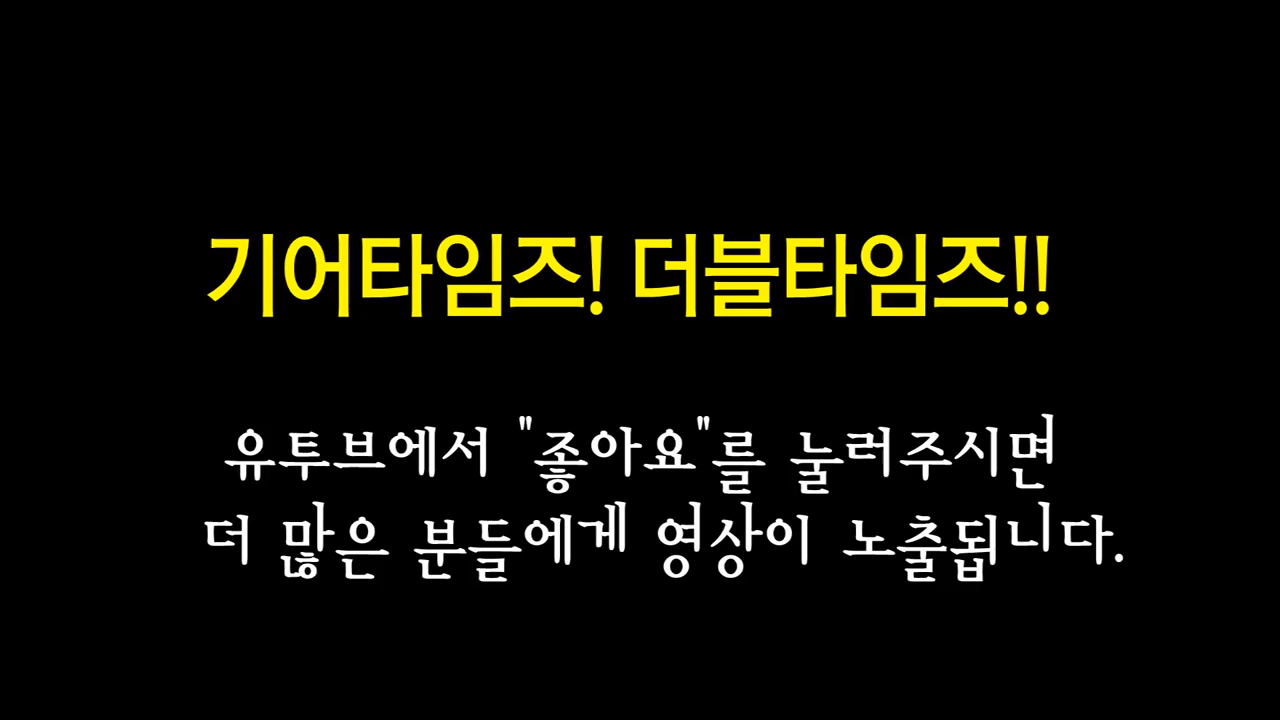 기어타임즈! 더블타임즈!!
유투브에서 "좋아요"를 눌러주시면
더 많은 분들에게 영상이 노출됩니다.